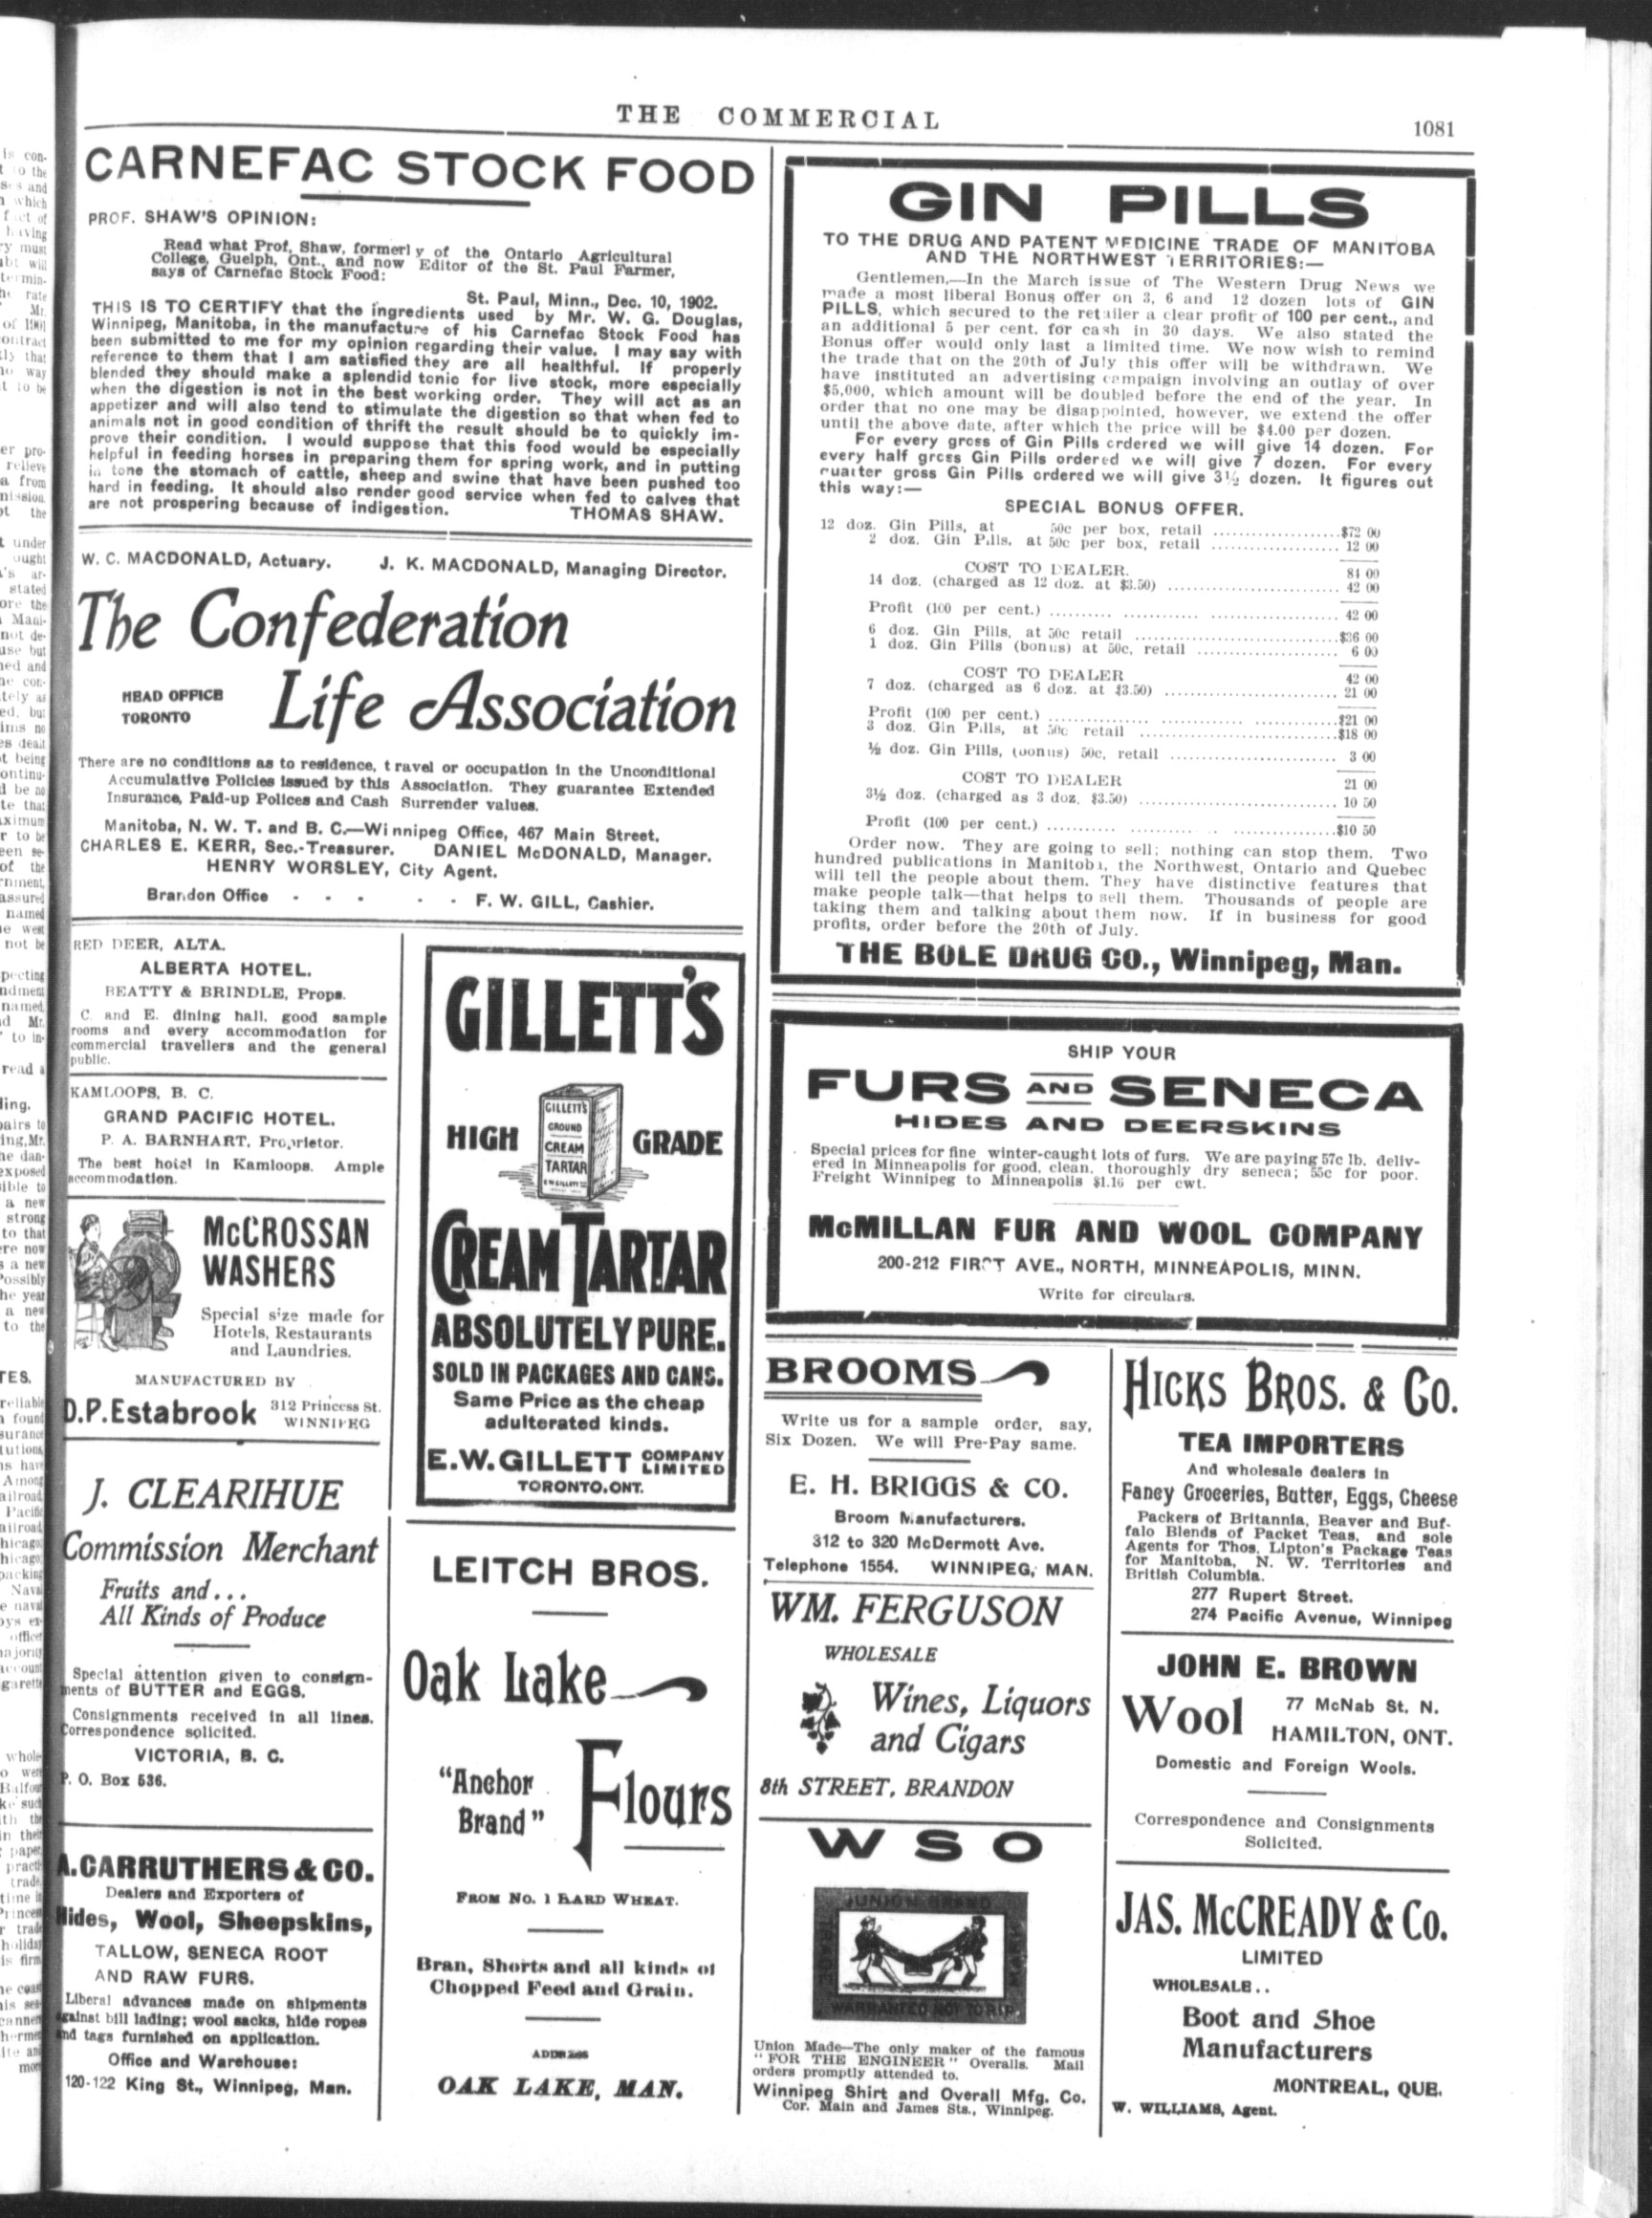 THE COMMERCIAL
1081
CARNEFAC STOCK FOOD
PROF. SHAW'S OPINION:
Read what Prof. Shaw, formerly of the Ontario Agricultural
College, Guelph, Ont., and now Editor of the St. Paul Farmer,
says of Carnefac Stock Food:
St. Paul, Minn., Dec. 10, 1902.
THIS IS TO CERTIFY that the ingredients used by Mr. W. G. Douglas,
Winnipeg, Manitoba, in the manufacture of his Carnefac Stock Food has
been submitted to me for my opinion regarding their value. I may say with
reference to them that I am satisfied they are all healthful. If properly
blended they should make a splendid tonic for live stock, more especially
when the digestion is not in the best working order. They will act as an
appetizer and will also tend to stimulate the digestion so that when fed to
animals not in good condition of thrift the result should be to quickly im-
prove their condition. I would suppose that this food would be especially
helpful in feeding horses in preparing them for spring work, and in putting
in tone the stomach of cattle, sheep and swine that have been pushed too
hard in feeding. It should also render good service when fed to calves that
are not prospering because of indigestion. THOMAS SHAW.
W. C. MACDONALD, Actuary. J. K. MACDONALD, Managing Director.
The Confederation
HEAD OFFICE
TORONTO
Life Association
There are no conditions as to residence, travel or occupation in the Unconditional
Accumulative Policies issued by this Association. They guarantee Extended
Insurance, Paid-up Polices and Cash Surrender values.
Manitoba, N. W. T. and B. C.—Winnipeg Office, 467 Main Street.
CHARLES E. KERR, Sec.-Treasurer. DANIEL McDONALD, Manager.
HENRY WORSLEY, City Agent.
Brandon Office - - - - - F. W. GILL, Cashier.
RED DEER, ALTA.
ALBERTA HOTEL.
BEATTY & BRINDLE, Props.
C. and E. dining hall, good sample
rooms and every accommodation for
commercial travellers and the general
public.
KAMLOOPS, B. C.
GRAND PACIFIC HOTEL.
P. A. BARNHART, Proprietor.
The best hotel in Kamloops. Ample
accommodation.
McCROSSAN
WASHERS
Special size made for
Hotels, Restaurants
and Laundries.
MANUFACTURED BY
D.P.Estabrook 312 Princess St.
WINNIPEG
J. CLEARIHUE
Commission Merchant
Fruits and...
All Kinds of Produce
Special attention given to consign-
ments of BUTTER and EGGS.
Consignments received in all lines.
Correspondence solicited.
VICTORIA, B. C.
P. O. Box 536.
A.CARRUTHERS & CO.
Dealers and Exporters of
Hides, Wool, Sheepskins,
TALLOW, SENECA ROOT
AND RAW FURS.
Liberal advances made on shipments
against bill lading; wool sacks, hide ropes
and tags furnished on application.
Office and Warehouse:
120-122 King St., Winnipeg, Man.
GILLETT'S
HIGH GRADE
GILLETT'S
GROUND
CREAM
TARTAR
CREAM TARTAR
ABSOLUTELY PURE.
SOLD IN PACKAGES AND CANS.
Same Price as the cheap
adulterated kinds.
E.W.GILLETT COMPANY
LIMITED
TORONTO.ONT.
LEITCH BROS.
Oak Lake
"Anchor
Brand"
Flours
FROM NO. 1 HARD WHEAT.
Bran, Shorts and all kinds of
Chopped Feed and Grain.
ADDRESS
OAK LAKE, MAN.
GIN PILLS
TO THE DRUG AND PATENT MEDICINE TRADE OF MANITOBA
AND THE NORTHWEST TERRITORIES:—
Gentlemen,—In the March issue of The Western Drug News we
made a most liberal Bonus offer on 3, 6 and 12 dozen lots of GIN
PILLS, which secured to the retailer a clear profit of 100 per cent., and
an additional 5 per cent. for cash in 30 days. We also stated the
Bonus offer would only last a limited time. We now wish to remind
the trade that on the 20th of July this offer will be withdrawn. We
have instituted an advertising campaign involving an outlay of over
$5,000, which amount will be doubled before the end of the year. In
order that no one may be disappointed, however, we extend the offer
until the above date, after which the price will be $4.00 per dozen.
For every gross of Gin Pills ordered we will give 14 dozen. For
every half gross Gin Pills ordered we will give 7 dozen. For every
quarter gross Gin Pills ordered we will give 3½ dozen. It figures out
this way:—
SPECIAL BONUS OFFER.
12 doz. Gin Pills, at 50c per box, retail ....................$72 00
2 doz. Gin Pills, at 50c per box, retail .................... 12 00
COST TO DEALER. 84 00
14 doz. (charged as 12 doz. at $3.50) .................... 42 00
Profit (100 per cent.) .................... 42 00
6 doz. Gin Pills, at 50c retail ....................$36 00
1 doz. Gin Pills (bonus) at 50c, retail .................... 6 00
COST TO DEALER 42 00
7 doz. (charged as 6 doz. at $3.50) .................... 21 00
Profit (100 per cent.) ....................$21 00
3 doz. Gin Pills, at 50c retail ....................$18 00
½ doz. Gin Pills, (bonus) 50c, retail .................... 3 00
COST TO DEALER 21 00
3½ doz. (charged as 3 doz. $3.50) .................... 10 50
Profit (100 per cent.) ....................$10 50
Order now. They are going to sell; nothing can stop them. Two
hundred publications in Manitoba, the Northwest, Ontario and Quebec
will tell the people about them. They have distinctive features that
make people talk—that helps to sell them. Thousands of people are
taking them and talking about them now. If in business for good
profits, order before the 20th of July.
THE BOLE DRUG CO., Winnipeg, Man.
SHIP YOUR
FURS AND SENECA
HIDES AND DEERSKINS
Special prices for fine winter-caught lots of furs. We are paying 57c lb. deliv-
ered in Minneapolis for good, clean, thoroughly dry seneca; 55c for poor.
Freight Winnipeg to Minneapolis $1.16 per cwt.
McMILLAN FUR AND WOOL COMPANY
200-212 FIRST AVE., NORTH, MINNEAPOLIS, MINN.
Write for circulars.
BROOMS
Write us for a sample order, say,
Six Dozen. We will Pre-Pay same.
E. H. BRIGGS & CO.
Broom Manufacturers.
312 to 320 McDermott Ave.
Telephone 1554. WINNIPEG, MAN.
WM. FERGUSON
WHOLESALE
Wines, Liquors
and Cigars
8th STREET, BRANDON
W S O
UNION BRAND
TRADE MARK
WARRANTED NOT TO RIP
Union Made—The only maker of the famous
"FOR THE ENGINEER" Overalls. Mail
orders promptly attended to.
Winnipeg Shirt and Overall Mfg. Co.
Cor. Main and James Sts., Winnipeg.
HICKS BROS. & CO.
TEA IMPORTERS
And wholesale dealers in
Fancy Groceries, Butter, Eggs, Cheese
Packers of Britannia, Beaver and Buf-
falo Blends of Packet Teas, and sole
Agents for Thos. Lipton's Package Teas
for Manitoba, N. W. Territories and
British Columbia.
277 Rupert Street.
274 Pacific Avenue, Winnipeg
JOHN E. BROWN
Wool 77 McNab St. N.
HAMILTON, ONT.
Domestic and Foreign Wools.
Correspondence and Consignments
Solicited.
JAS. McCREADY & CO.
LIMITED
WHOLESALE..
Boot and Shoe
Manufacturers
MONTREAL, QUE.
W. WILLIAMS, Agent.